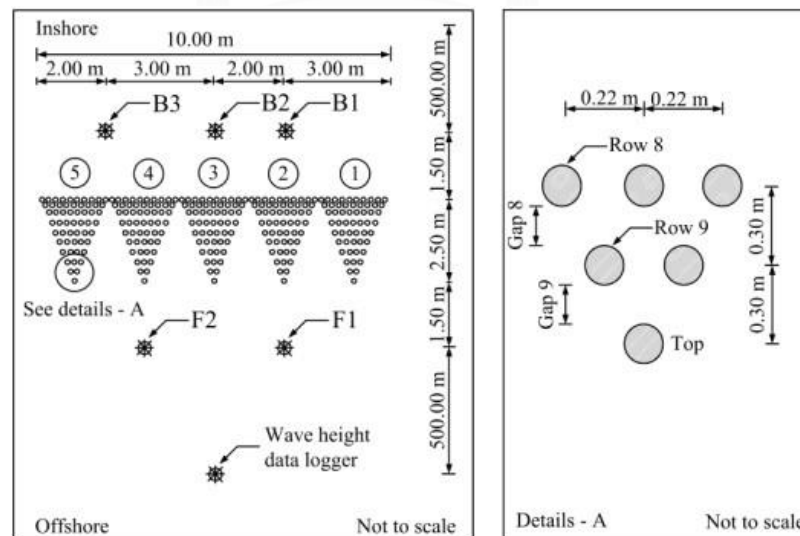 Inshore
10.00 m
2.00 m
3.00 m
2.00 m
3.00 m
500.00 m
B3
B2
B1
1.50 m
5
4
3
2
1
2.50 m
See details - A
F2
F1
1.50 m
Wave height
data logger
500.00 m
Offshore
Not to scale
0.22 m
0.22 m
Row 8
Gap 8
Row 9
0.30 m
Gap 9
0.30 m
Top
Details - A
Not to scale